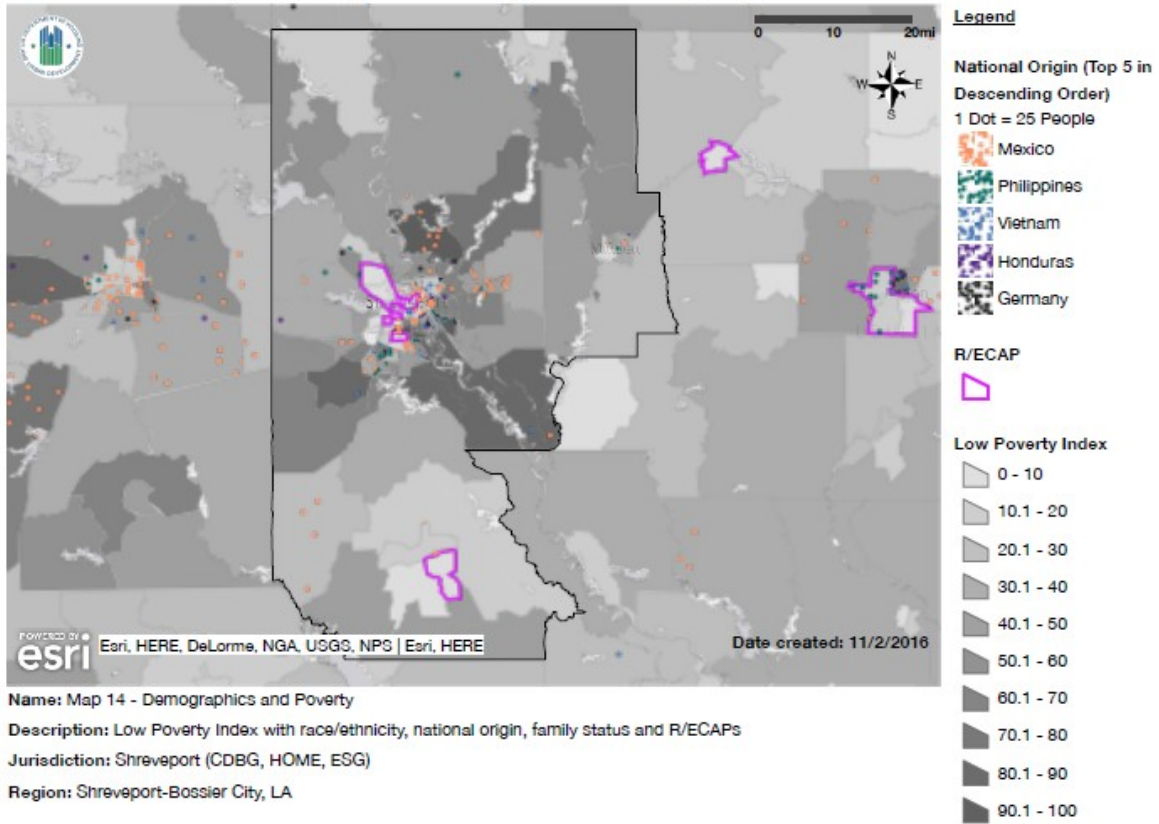 0 10 20mi
N
W E
S
POWERED BY
esri
Esri, HERE, DeLorme, NGA, USGS, NPS | Esri, HERE
Date created: 11/2/2016
Name: Map 14 - Demographics and Poverty
Description: Low Poverty Index with race/ethnicity, national origin, family status and R/ECAPs
Jurisdiction: Shreveport (CDBG, HOME, ESG)
Region: Shreveport-Bossier City, LA
Legend
National Origin (Top 5 in
Descending Order)
1 Dot = 25 People
Mexico
Philippines
Vietnam
Honduras
Germany
R/ECAP
Low Poverty Index
0 - 10
10.1 - 20
20.1 - 30
30.1 - 40
40.1 - 50
50.1 - 60
60.1 - 70
70.1 - 80
80.1 - 90
90.1 - 100